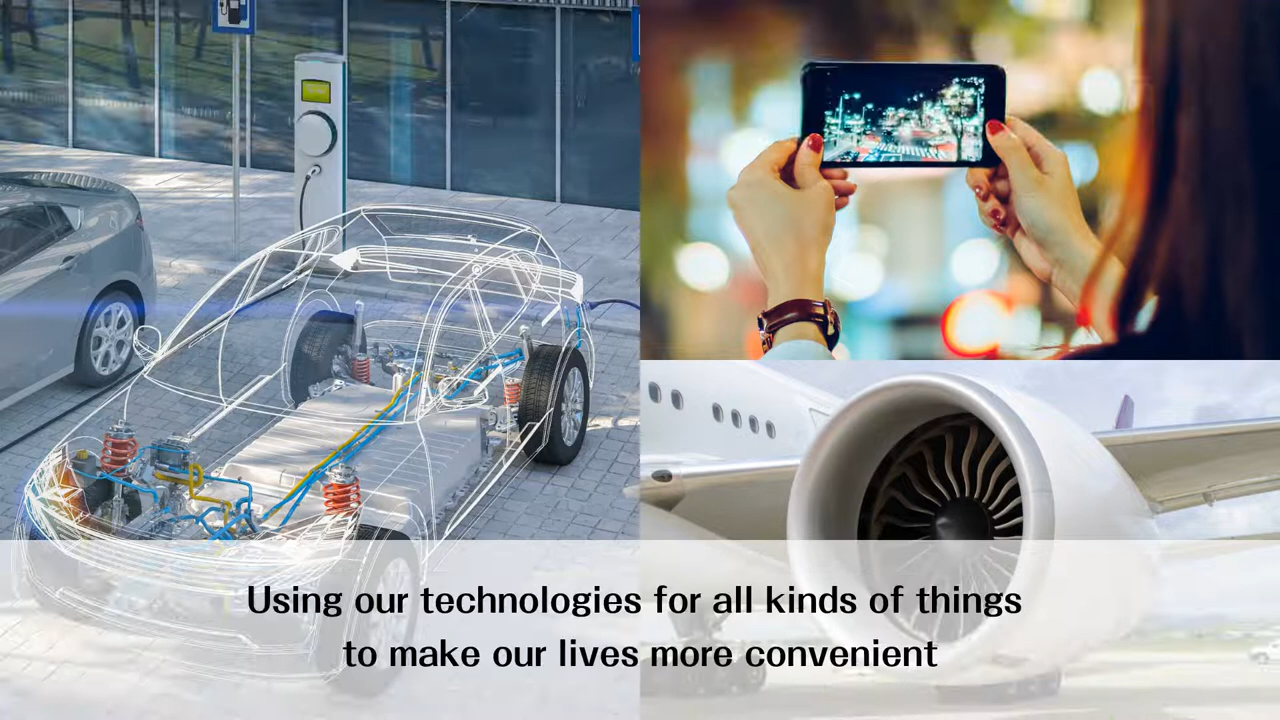 Using our technologies for all kinds of things
to make our lives more convenient